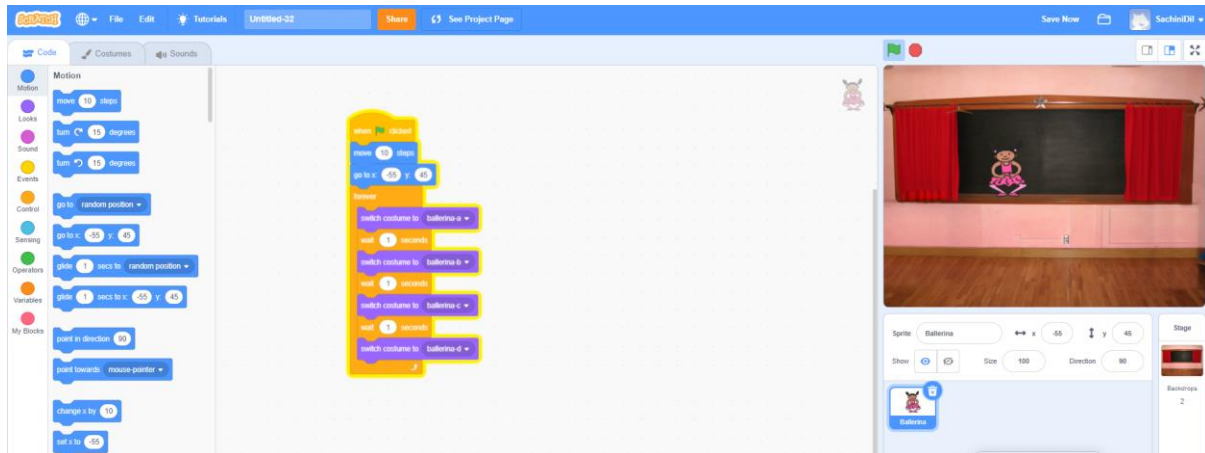 SCRATCH File Edit Tutorials Untitled-32 Share See Project Page Save Now SachiniDil
Code Costumes Sounds
Motion
Looks
Sound
Events
Control
Sensing
Operators
Variables
My Blocks
Motion
move 10 steps
turn 15 degrees
turn 15 degrees
go to random position
go to x: -55 y: 45
glide 1 secs to random position
glide 1 secs to x: -55 y: 45
point in direction 90
point towards mouse-pointer
change x by 10
set x to -55
when clicked
move 10 steps
go to x: -55 y: 45
forever
switch costume to ballerina-a
wait 1 seconds
switch costume to ballerina-b
wait 1 seconds
switch costume to ballerina-c
wait 1 seconds
switch costume to ballerina-d
Sprite Ballerina x -55 y 45
Show Size 100 Direction 90
Ballerina
Stage
Backdrops
2